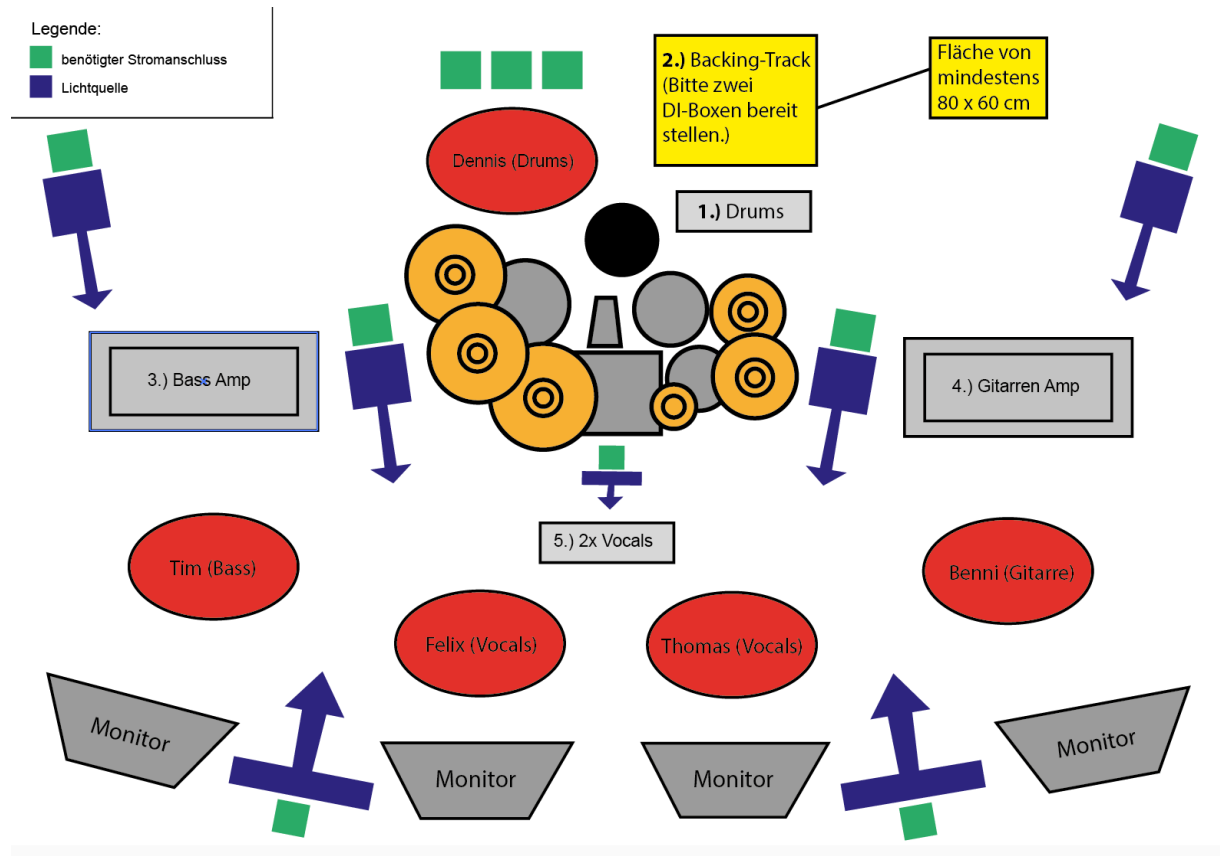 Legende:
benötigter Stromanschluss
Lichtquelle
2.) Backing-Track
(Bitte zwei
DI-Boxen bereit
stellen.)
Fläche von
mindestens
80 x 60 cm
Dennis (Drums)
1.) Drums
3.) Bass Amp
4.) Gitarren Amp
5.) 2x Vocals
Tim (Bass)
Benni (Gitarre)
Felix (Vocals)
Thomas (Vocals)
Monitor
Monitor
Monitor
Monitor